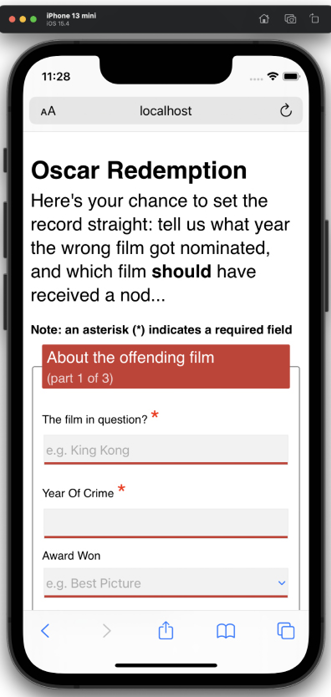 iPhone 13 mini
iOS 15.4
11:28
AA
localhost
Oscar Redemption
Here's your chance to set the
record straight: tell us what year
the wrong film got nominated,
and which film should have
received a nod...
Note: an asterisk (*) indicates a required field
About the offending film
(part 1 of 3)
The film in question? *
e.g. King Kong
Year Of Crime *
Award Won
e.g. Best Picture